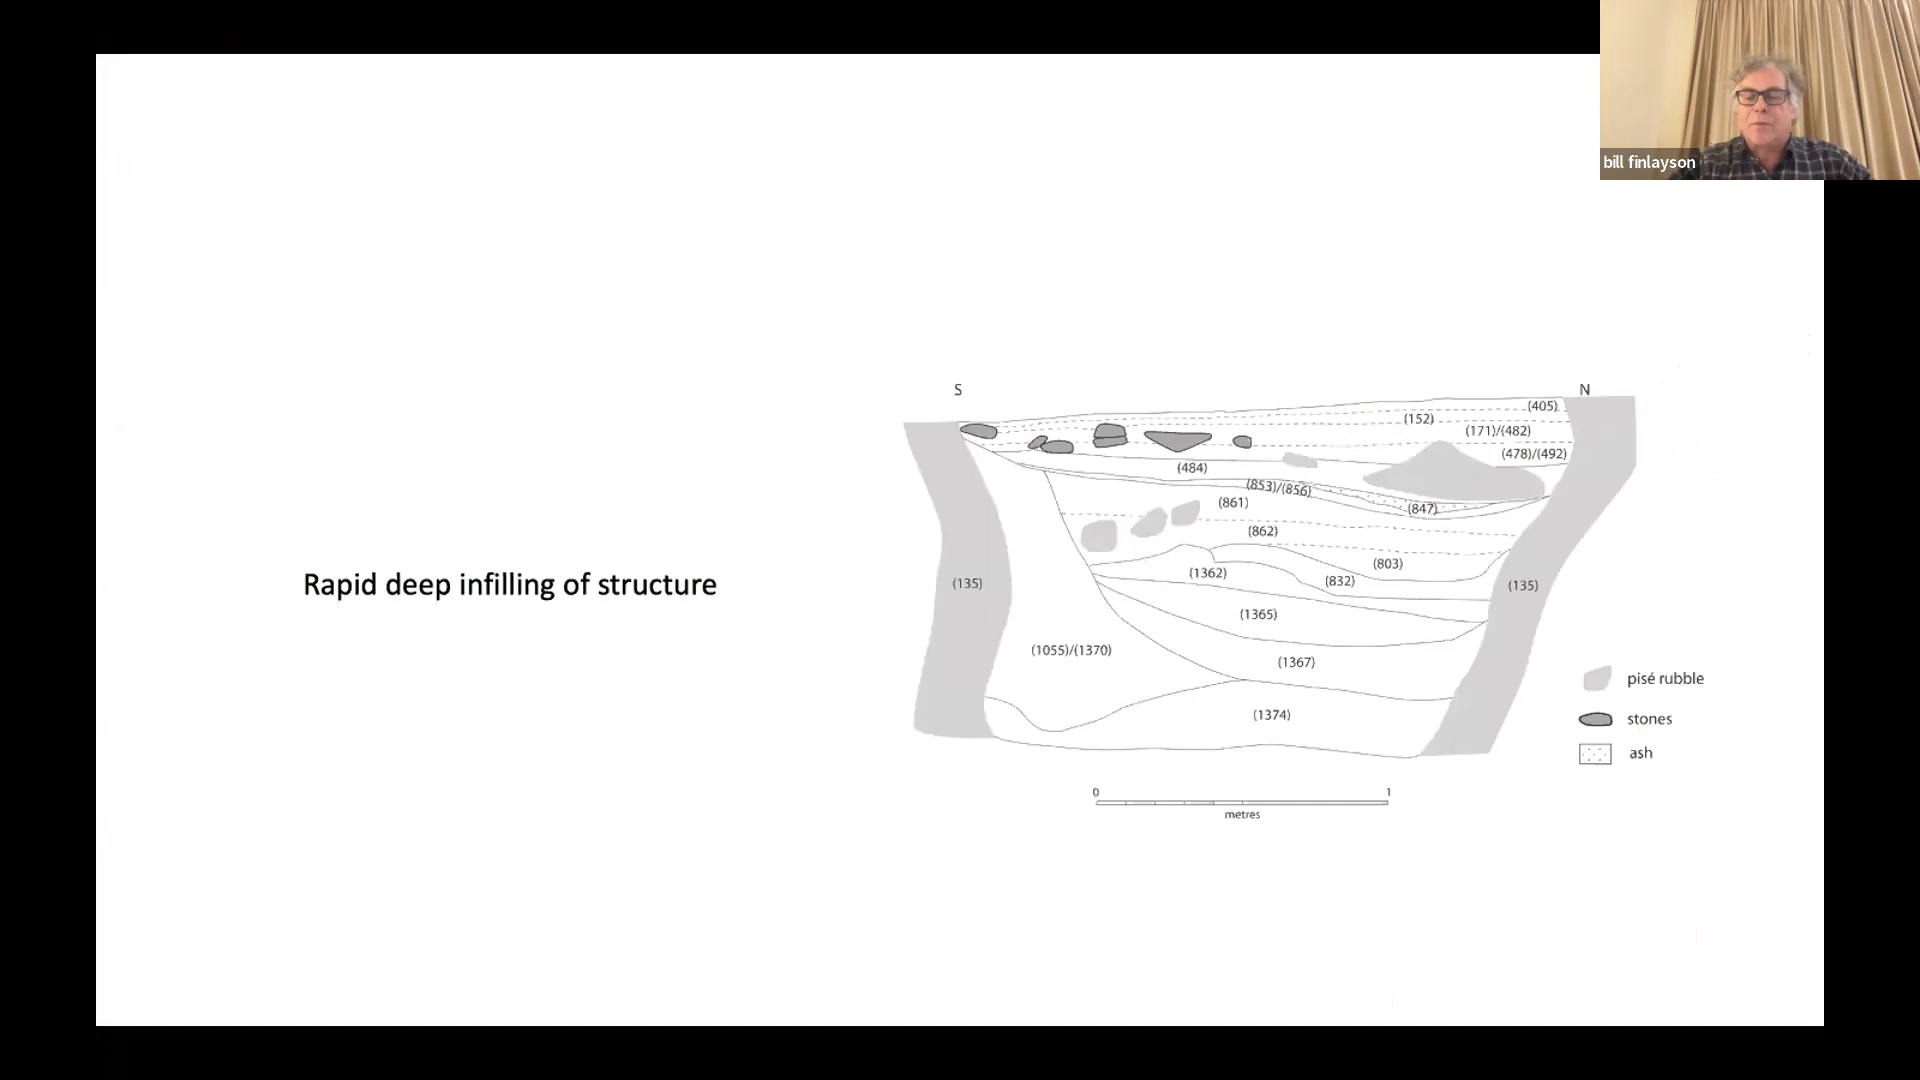 bill finlayson
S
N
(405)
(152)
(171)/(482)
(478)/(492)
(484)
(853)/(856)
(861)
(847)
(862)
(803)
(1362)
(832)
(135)
(135)
(1365)
(1055)/(1370)
(1367)
(1374)
Rapid deep infilling of structure
pisé rubble
stones
ash
0
1
metres